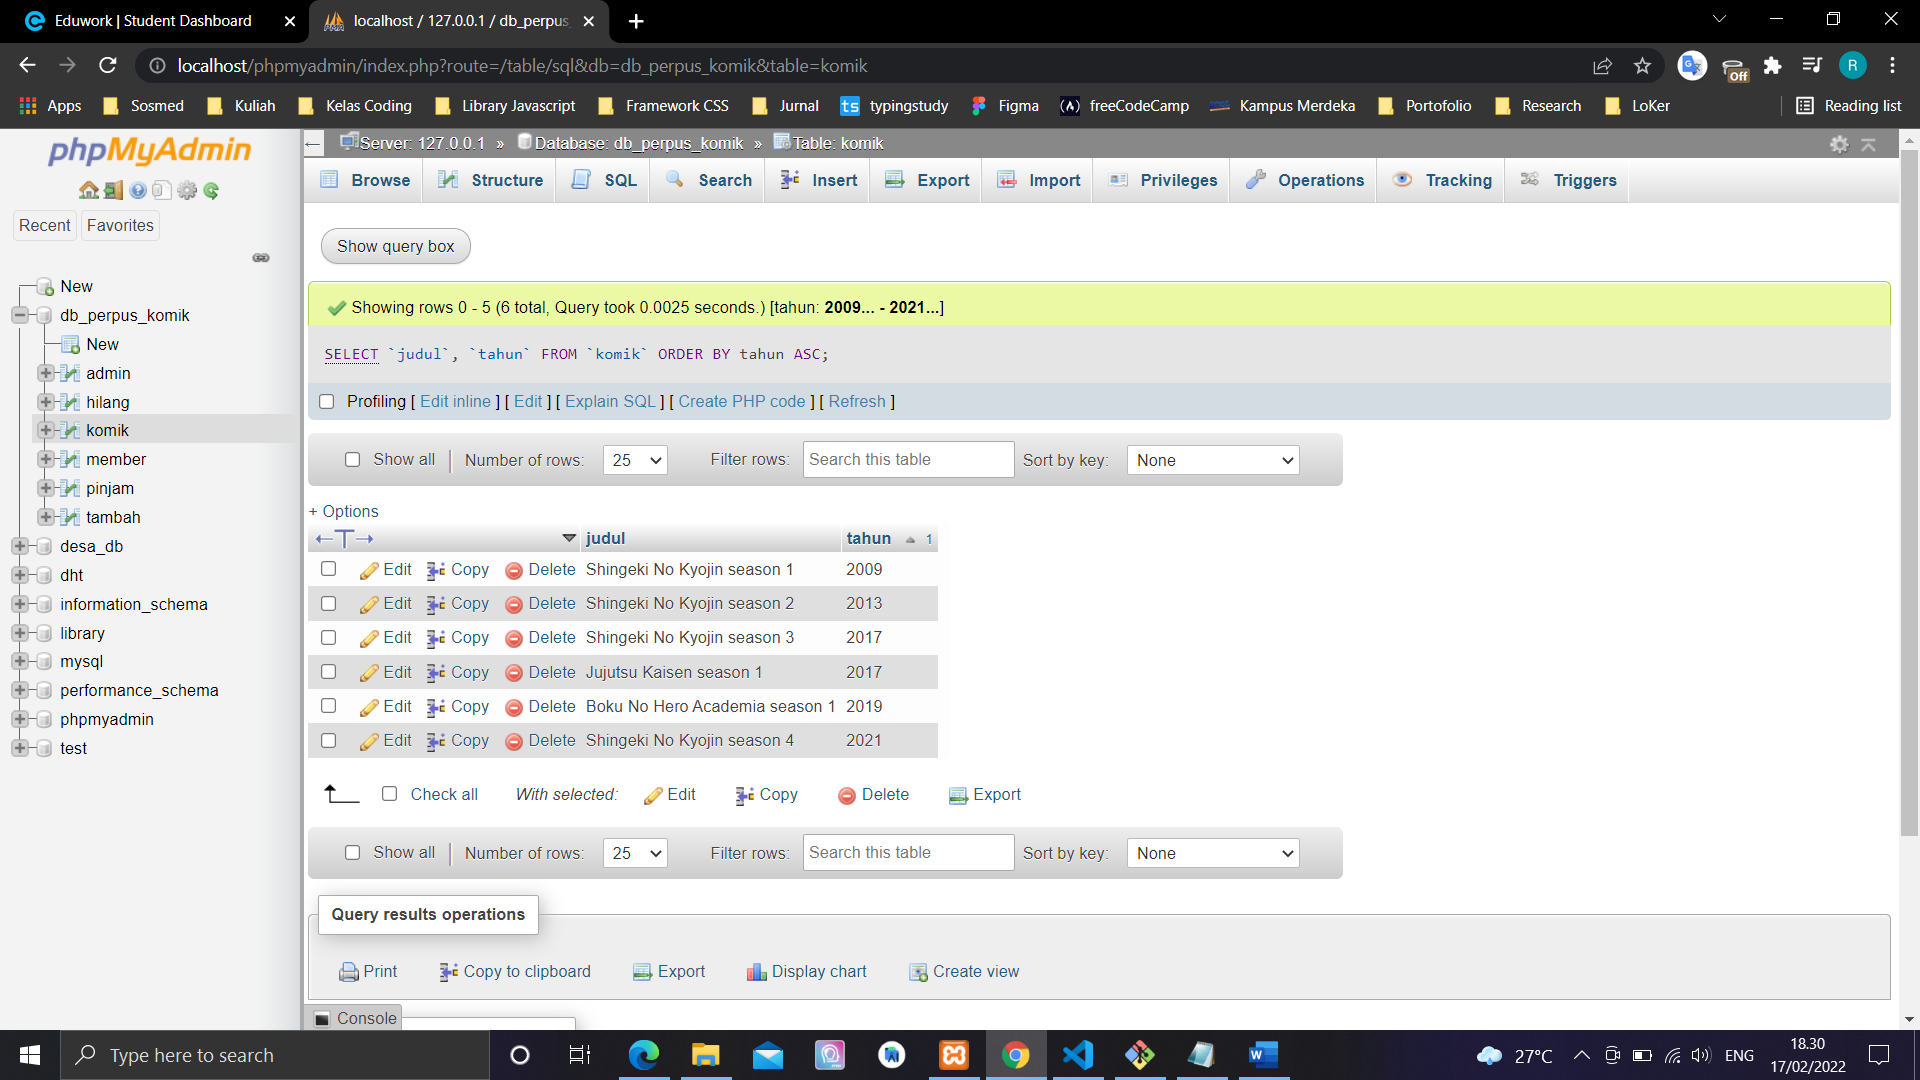 Eduwork | Student Dashboard
localhost / 127.0.0.1 / db_perpus
localhost/phpmyadmin/index.php?route=/table/sql&db=db_perpus_komik&table=komik
Off
R
Apps Sosmed Kuliah Kelas Coding Library Javascript Framework CSS Jurnal ts typingstudy Figma freeCodeCamp Kampus Merdeka Portofolio Research LoKer Reading list
phpMyAdmin
Recent Favorites
New
db_perpus_komik
New
admin
hilang
komik
member
pinjam
tambah
desa_db
dht
information_schema
library
mysql
performance_schema
phpmyadmin
test
Server: 127.0.0.1 » Database: db_perpus_komik » Table: komik
Browse Structure SQL Search Insert Export Import Privileges Operations Tracking Triggers
Show query box
Showing rows 0 - 5 (6 total, Query took 0.0025 seconds.) [tahun: 2009... - 2021...]
SELECT `judul`, `tahun` FROM `komik` ORDER BY tahun ASC;
Profiling [ Edit inline ] [ Edit ] [ Explain SQL ] [ Create PHP code ] [ Refresh ]
Show all Number of rows: 25 Filter rows: Search this table Sort by key: None
+ Options
←T→ judul tahun 1
Edit Copy Delete Shingeki No Kyojin season 1 2009
Edit Copy Delete Shingeki No Kyojin season 2 2013
Edit Copy Delete Shingeki No Kyojin season 3 2017
Edit Copy Delete Jujutsu Kaisen season 1 2017
Edit Copy Delete Boku No Hero Academia season 1 2019
Edit Copy Delete Shingeki No Kyojin season 4 2021
Check all With selected: Edit Copy Delete Export
Show all Number of rows: 25 Filter rows: Search this table Sort by key: None
Query results operations
Print Copy to clipboard Export Display chart Create view
Console
Type here to search
27°C ENG
18.30
17/02/2022